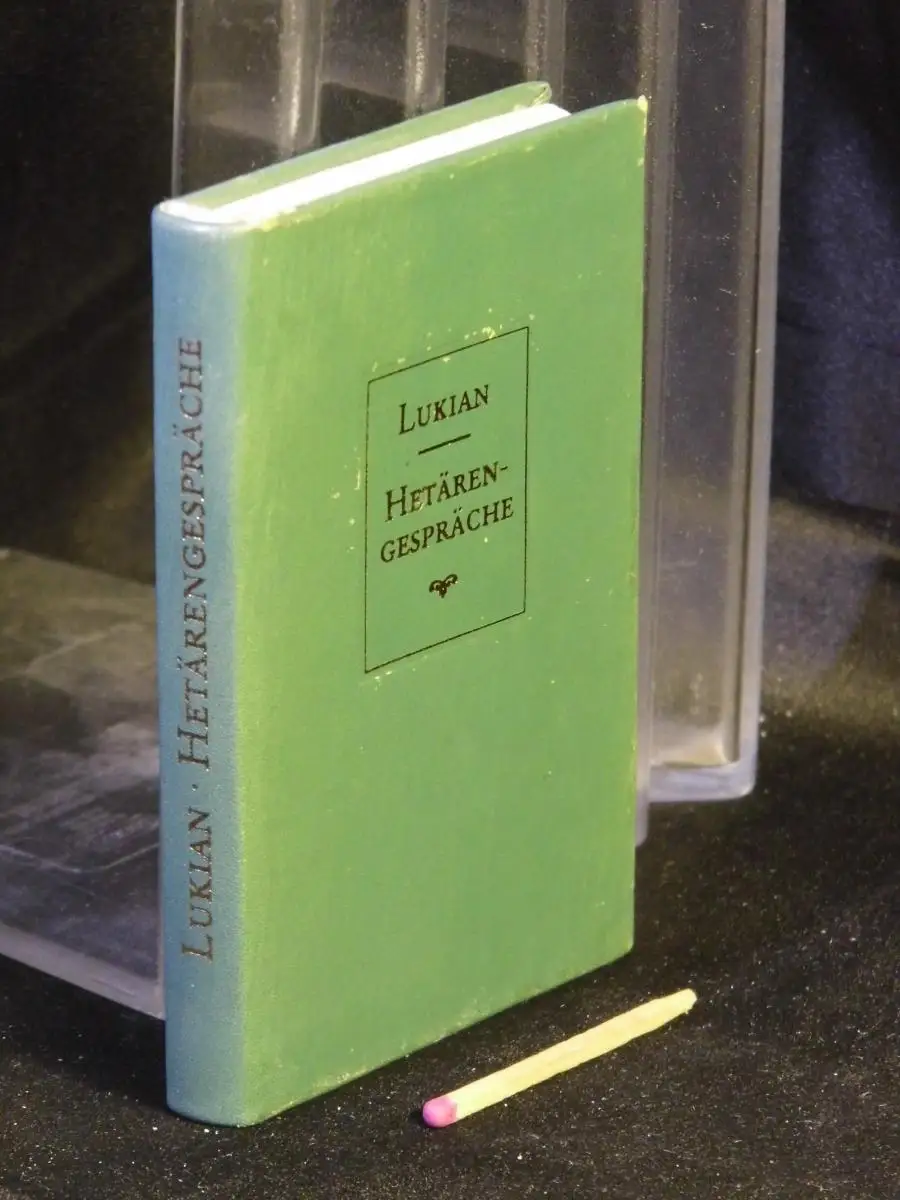 LUKIAN · HETÄRENGESPRÄCHE
LUKIAN
HETÄREN-
GESPRÄCHE